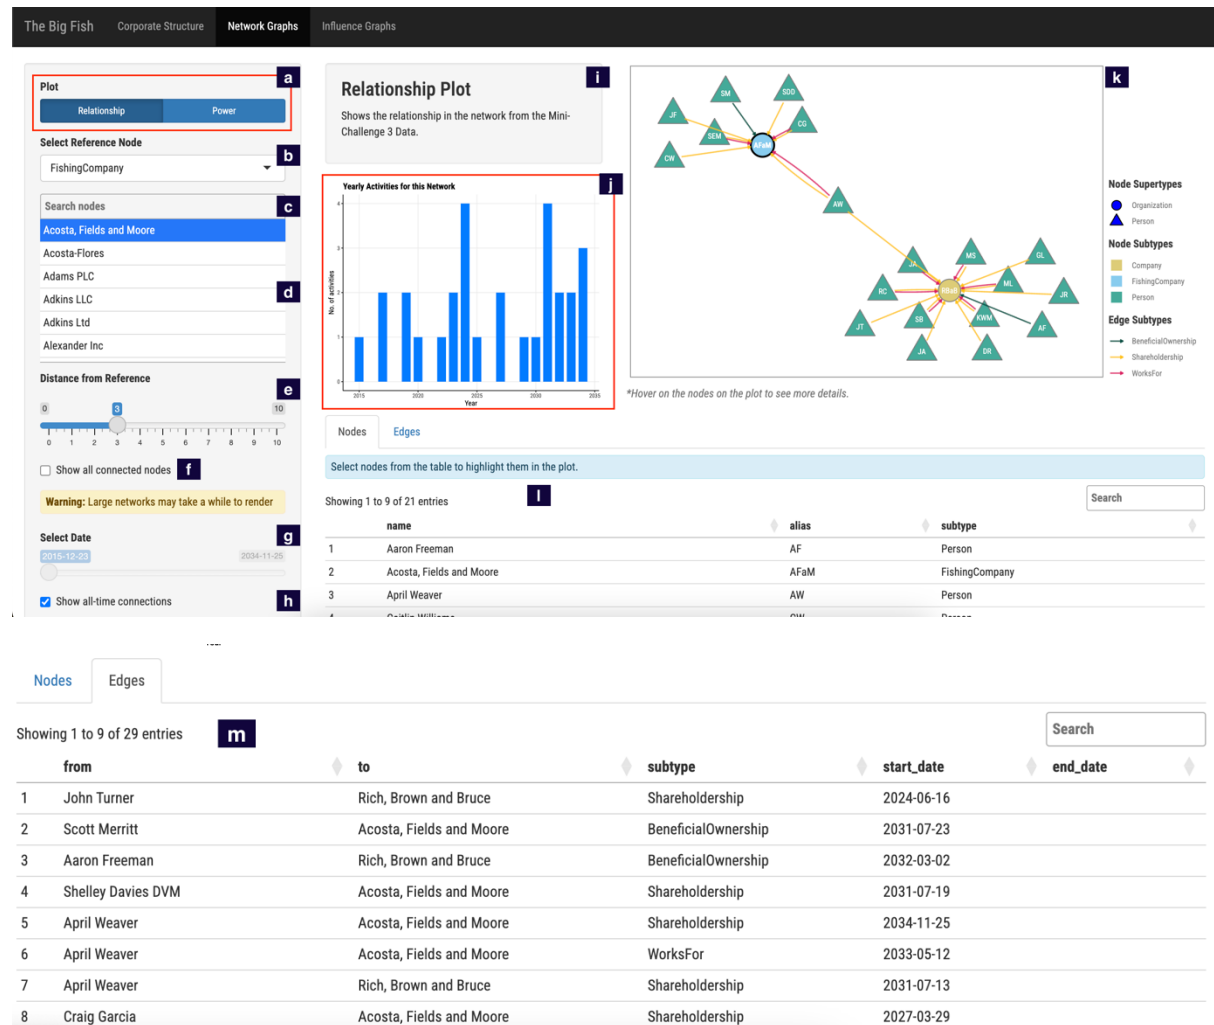 The Big Fish Corporate Structure Network Graphs Influence Graphs
a
Plot
Relationship Power
Select Reference Node
b
FishingCompany
Search nodes
c
Acosta, Fields and Moore
Acosta-Flores
Adams PLC
d
Adkins LLC
Adkins Ltd
Alexander Inc
Distance from Reference
e
0 3 10
0 1 2 3 4 5 6 7 8 9 10
Show all connected nodes
f
Warning: Large networks may take a while to render
Select Date
g
2015-12-23 2034-11-25
Show all-time connections
h
i
Relationship Plot
Shows the relationship in the network from the Mini-
Challenge 3 Data.
j
Yearly Activities for this Network
No. of activities
4
3
2
1
0
2015 2020 2025 2030 2035
Year
k
SM SDD
JF CG
SEM
AFaM
CW
AW
JA MS GL
RC RBaB ML JR
JT SB KWM AF
JA DR
Node Supertypes
Organization
Person
Node Subtypes
Company
FishingCompany
Person
Edge Subtypes
BeneficialOwnership
Shareholdership
WorksFor
*Hover on the nodes on the plot to see more details.
Nodes Edges
Select nodes from the table to highlight them in the plot.
Showing 1 to 9 of 21 entries
l
Search
name alias subtype
1 Aaron Freeman AF Person
2 Acosta, Fields and Moore AFaM FishingCompany
3 April Weaver AW Person
Nodes Edges
Showing 1 to 9 of 29 entries
m
Search
from to subtype start_date end_date
1 John Turner Rich, Brown and Bruce Shareholdership 2024-06-16
2 Scott Merritt Acosta, Fields and Moore BeneficialOwnership 2031-07-23
3 Aaron Freeman Rich, Brown and Bruce BeneficialOwnership 2032-03-02
4 Shelley Davies DVM Acosta, Fields and Moore Shareholdership 2031-07-19
5 April Weaver Acosta, Fields and Moore Shareholdership 2034-11-25
6 April Weaver Acosta, Fields and Moore WorksFor 2033-05-12
7 April Weaver Rich, Brown and Bruce Shareholdership 2031-07-13
8 Craig Garcia Acosta, Fields and Moore Shareholdership 2027-03-29